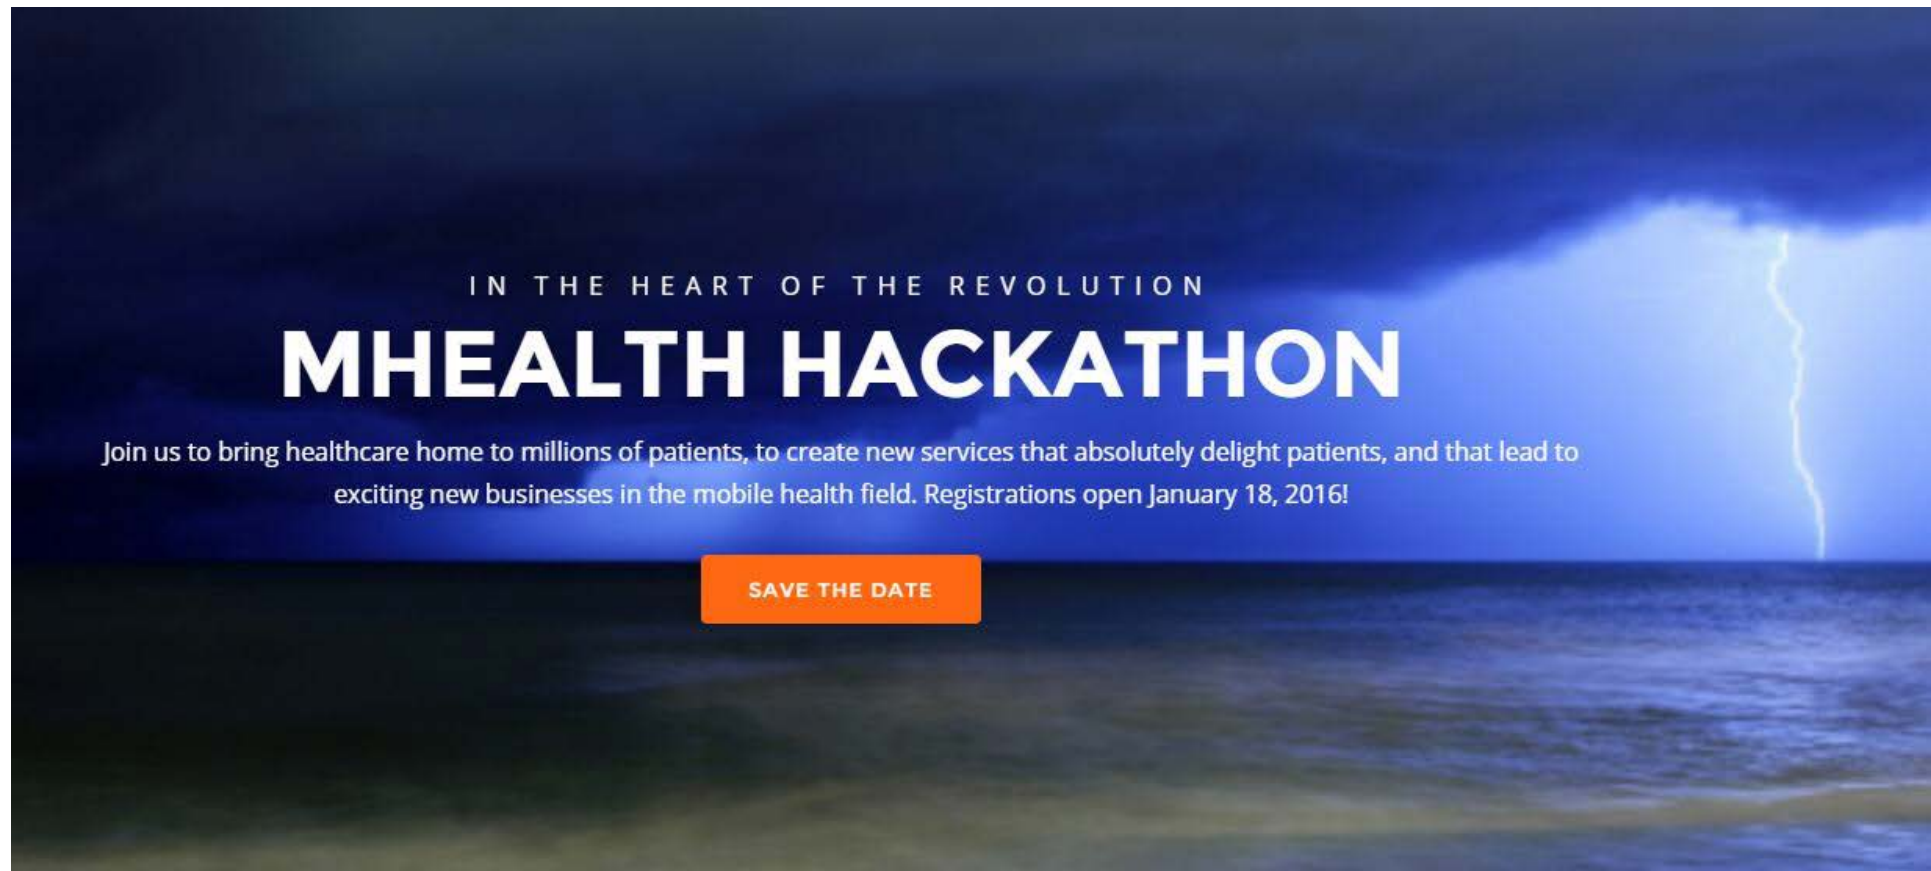 IN THE HEART OF THE REVOLUTION
MHEALTH HACKATHON
Join us to bring healthcare home to millions of patients, to create new services that absolutely delight patients, and that lead to
exciting new businesses in the mobile health field. Registrations open January 18, 2016!
SAVE THE DATE